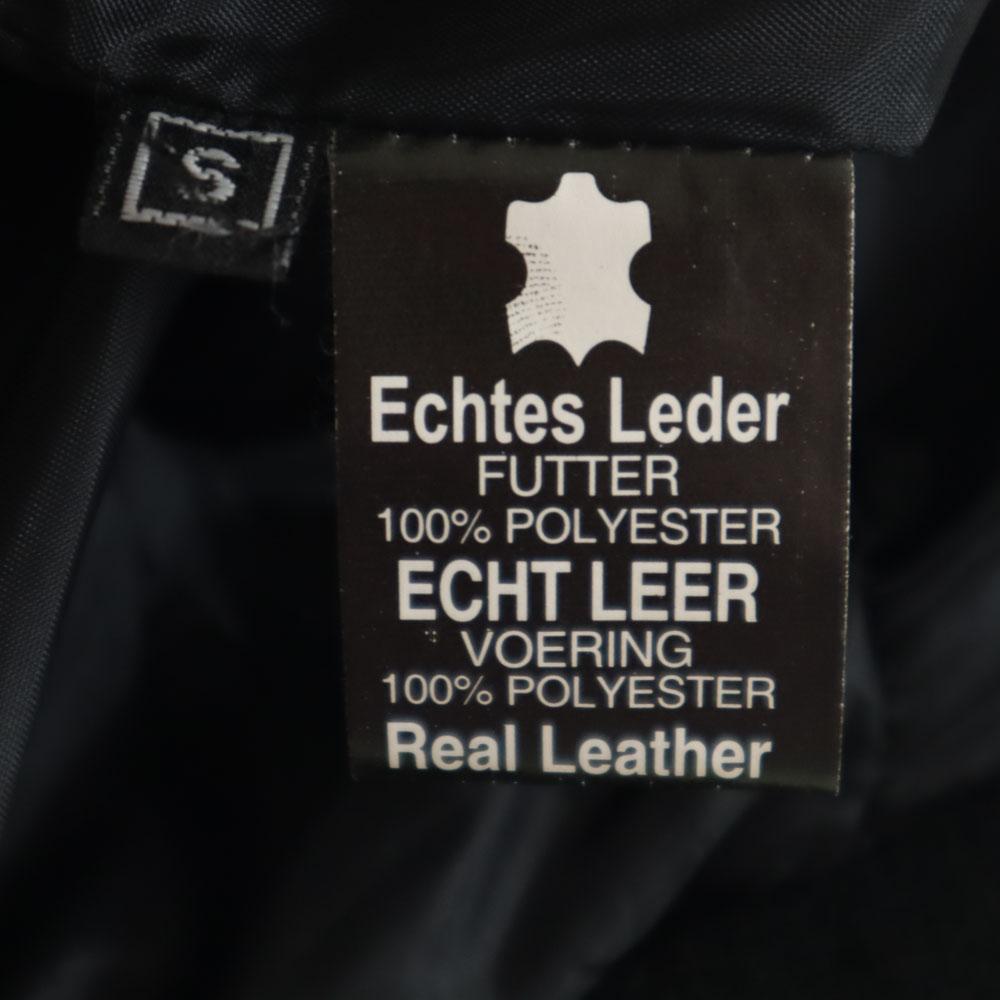 S
Echtes Leder
FUTTER
100% POLYESTER
ECHT LEER
VOERING
100% POLYESTER
Real Leather